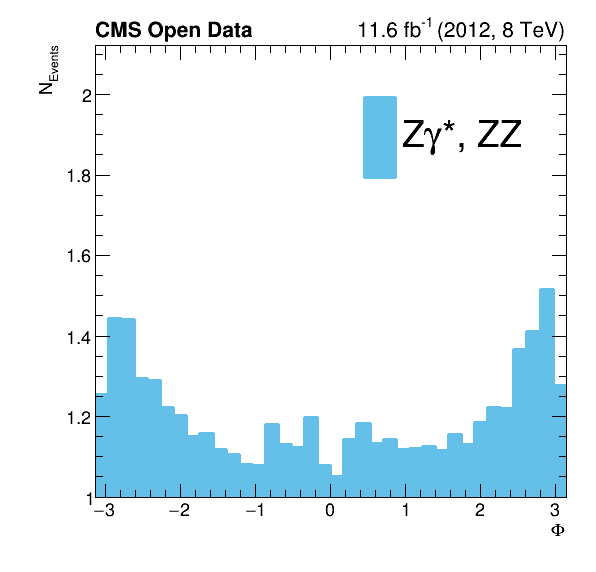 CMS Open Data 11.6 fb⁻¹ (2012, 8 TeV)
N_Events
2
Zγ*, ZZ
1.8
1.6
1.4
1.2
1
−3 −2 −1 0 1 2 3
Φ